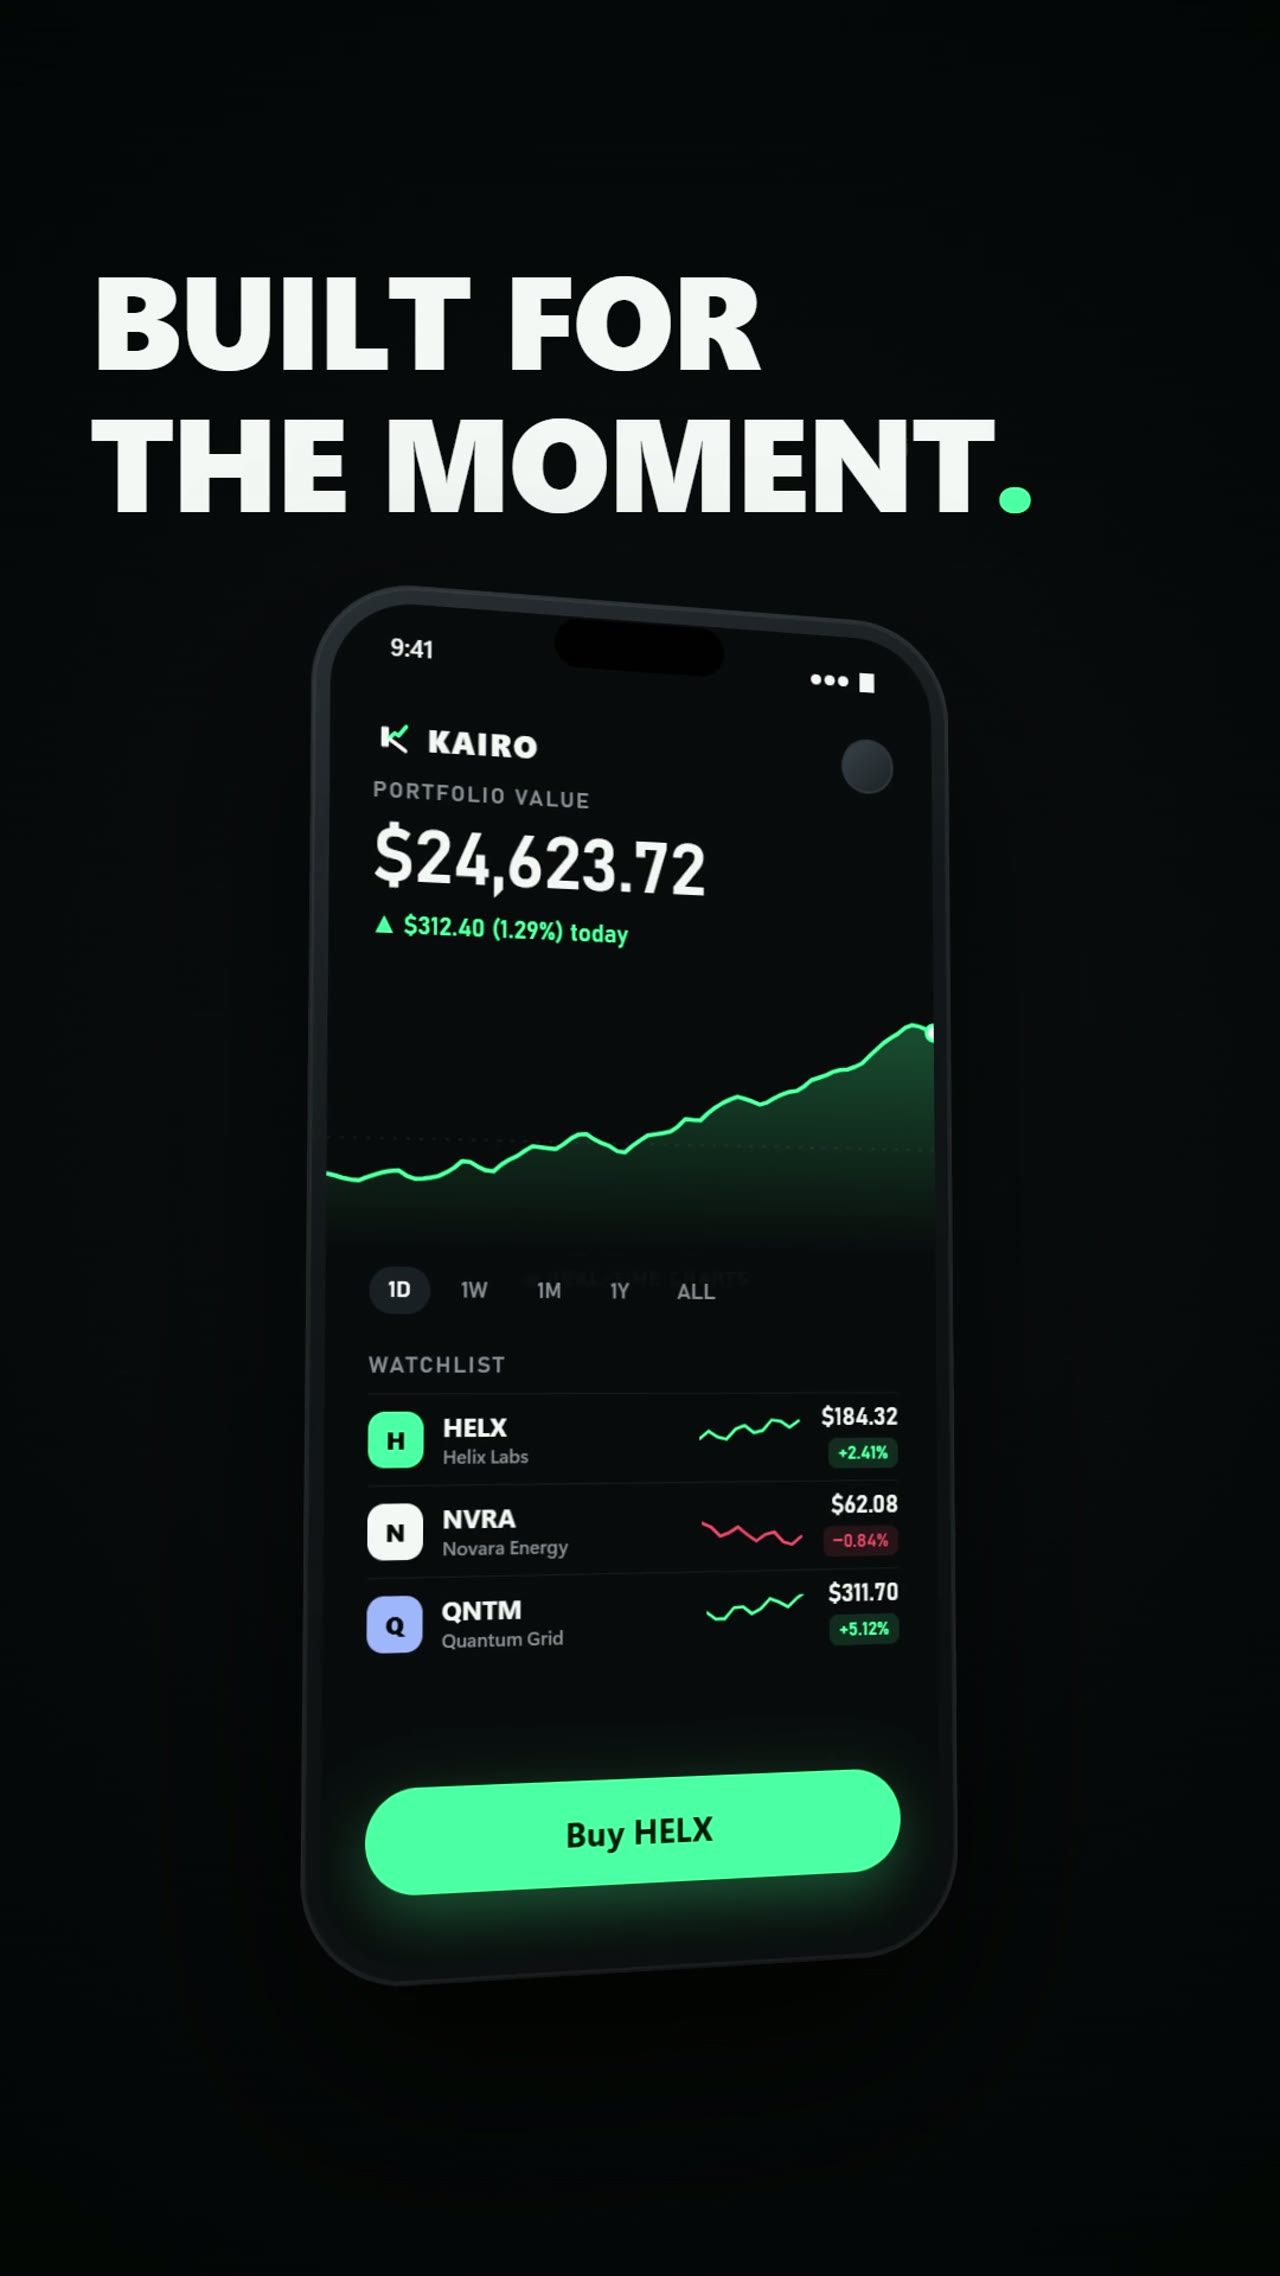 BUILT FOR
THE MOMENT.
9:41
KAIRO
PORTFOLIO VALUE
$24,623.72
▲ $312.40 (1.29%) today
1D 1W 1M 1Y ALL
WATCHLIST
H HELX $184.32
Helix Labs +2.41%
N NVRA $62.08
Novara Energy −0.84%
Q QNTM $311.70
Quantum Grid +5.12%
Buy HELX